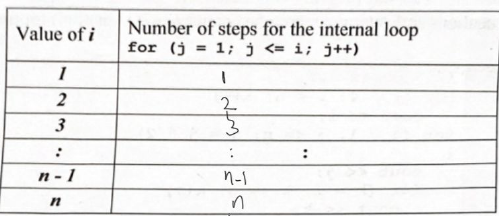 Value of i Number of steps for the internal loop
for (j = 1; j <= i; j++)
1 1
2 2
3 3
: : :
n - 1 n-1
n n